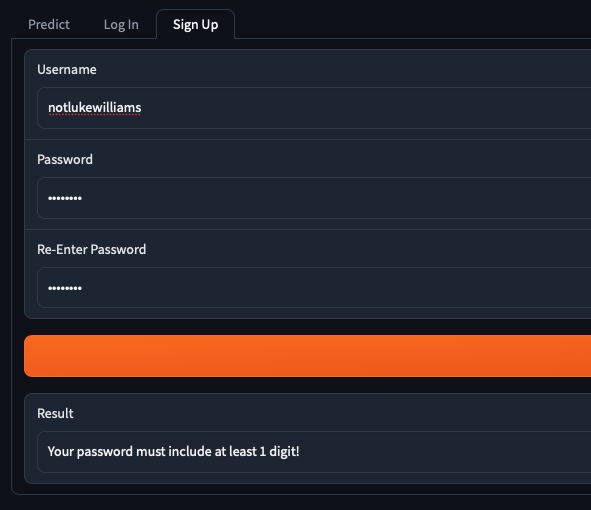 Predict Log In Sign Up
Username
notlukewilliams
Password
••••••••
Re-Enter Password
••••••••
Result
Your password must include at least 1 digit!